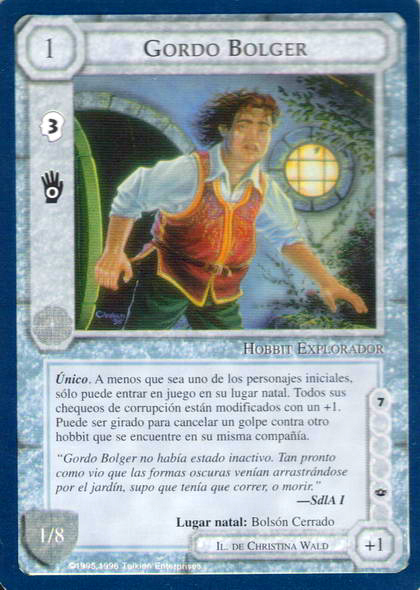 1
GORDO BOLGER
3
0
HOBBIT EXPLORADOR
Único. A menos que sea uno de los personajes iniciales,
sólo puede entrar en juego en su lugar natal. Todos sus
chequeos de corrupción están modificados con un +1.
Puede ser girado para cancelar un golpe contra otro
hobbit que se encuentre en su misma compañía.
7
“Gordo Bolger no había estado inactivo. Tan pronto
como vio que las formas oscuras venían arrastrándose
por el jardín, supo que tenía que correr, o morir.”
—SdlA I
Lugar natal: Bolsón Cerrado
1/8
IL. DE CHRISTINA WALD
+1
©1995,1996 Tolkien Enterprises